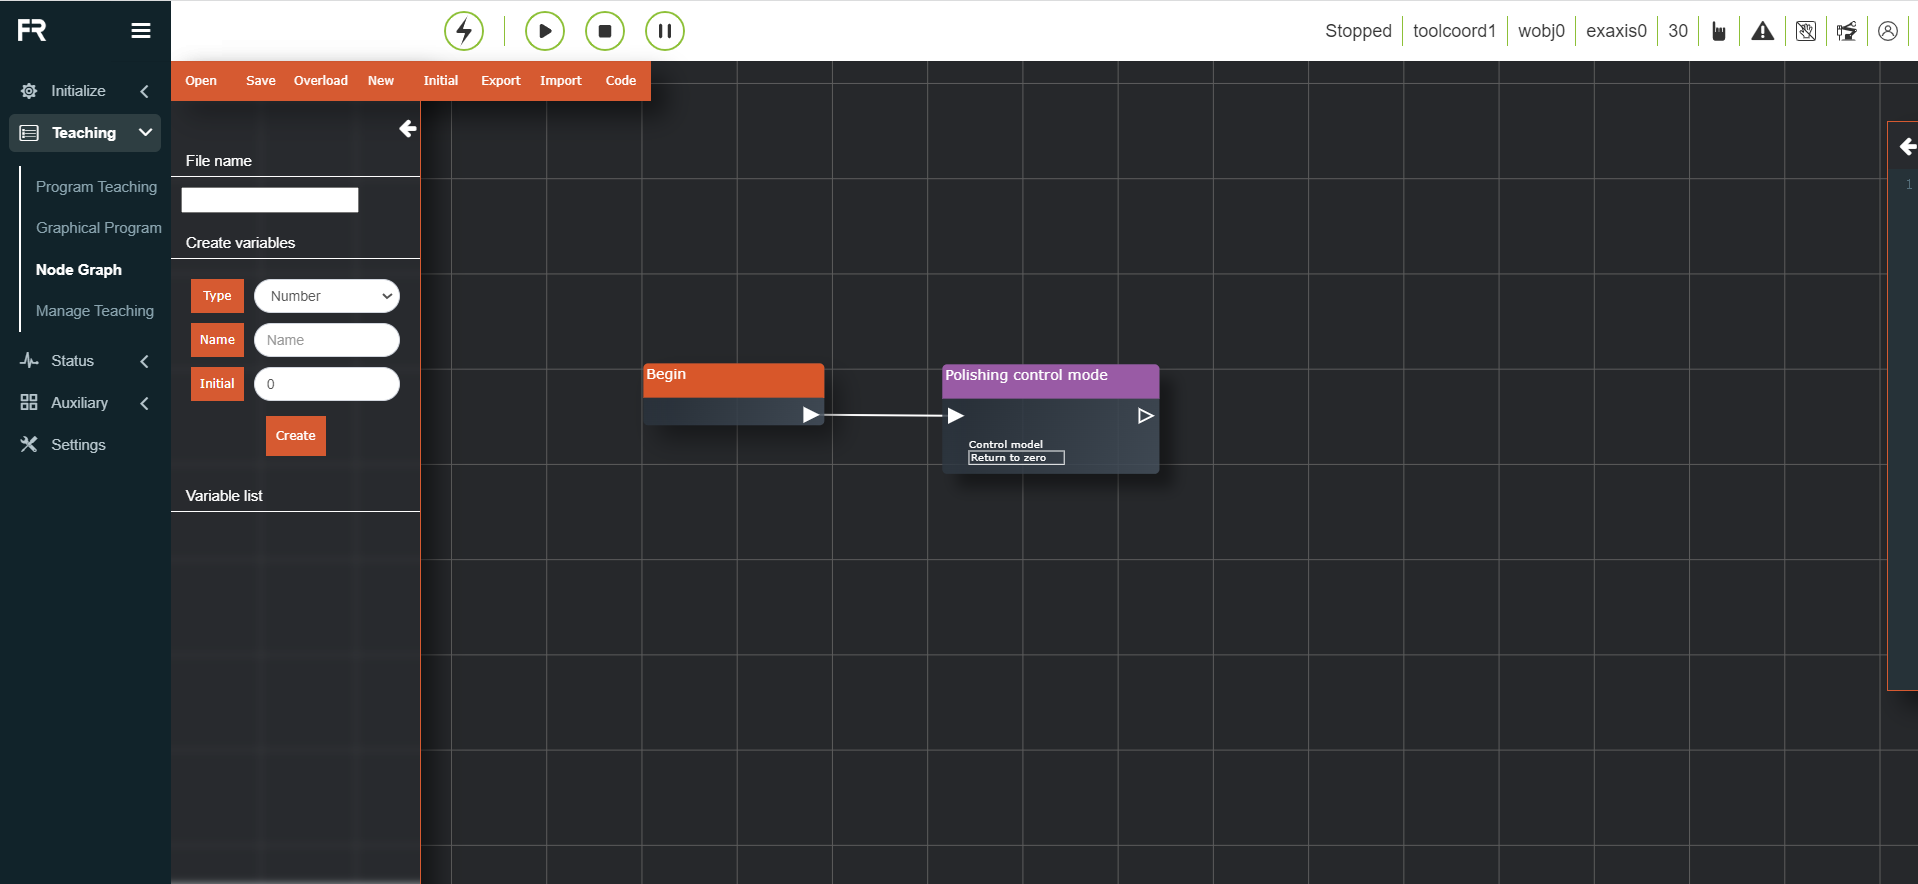 FR
Stopped toolcoord1 wobj0 exaxis0 30
Open Save Overload New Initial Export Import Code
Initialize
Teaching
Program Teaching
Graphical Program
Node Graph
Manage Teaching
Status
Auxiliary
Settings
File name
Create variables
Type Number
Name Name
Initial 0
Create
Variable list
Begin
Polishing control mode
Control model
Return to zero
1